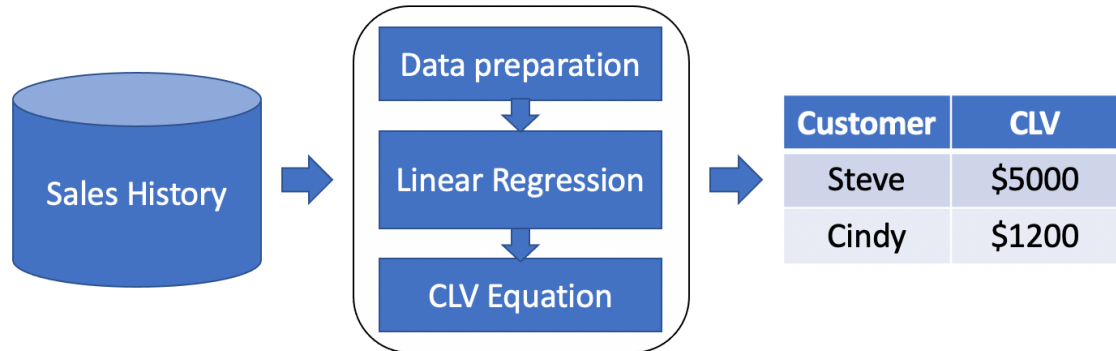 Sales History
Data preparation
Linear Regression
CLV Equation
Customer CLV
Steve $5000
Cindy $1200